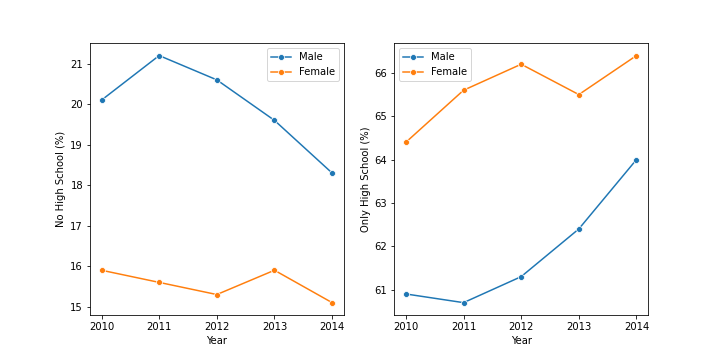 Male
Female
21
20
19
18
17
16
15
No High School (%)
2010 2011 2012 2013 2014
Year
Male
Female
66
65
64
63
62
61
Only High School (%)
2010 2011 2012 2013 2014
Year